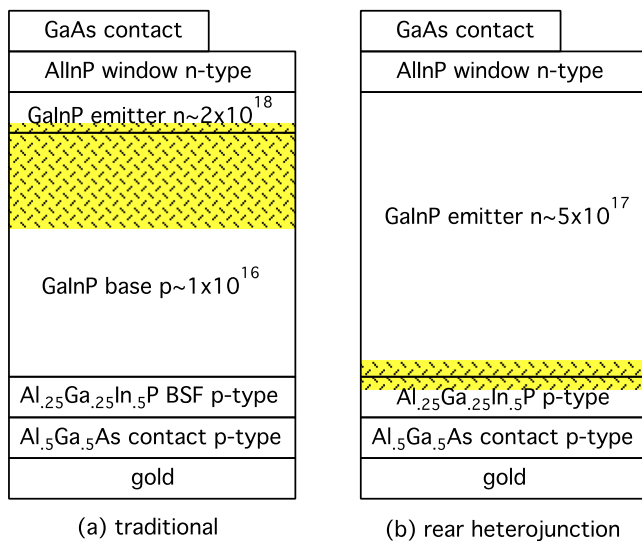 GaAs contact
AlInP window n-type
GaInP emitter n~2x10^18
GaInP base p~1x10^16
Al.25Ga.25In.5P BSF p-type
Al.5Ga.5As contact p-type
gold
(a) traditional
GaAs contact
AlInP window n-type
GaInP emitter n~5x10^17
Al.25Ga.25In.5P p-type
Al.5Ga.5As contact p-type
gold
(b) rear heterojunction